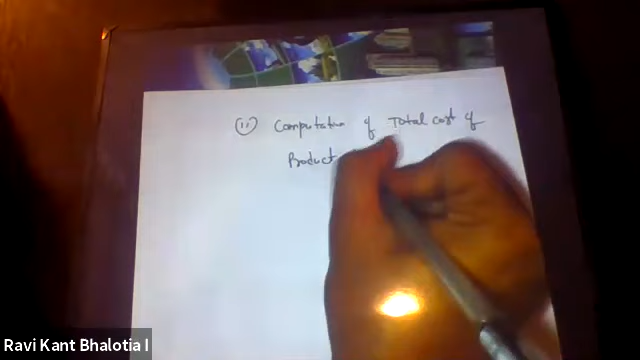 (ii) Computation of Total cost of
Product
Ravi Kant Bhalotia I